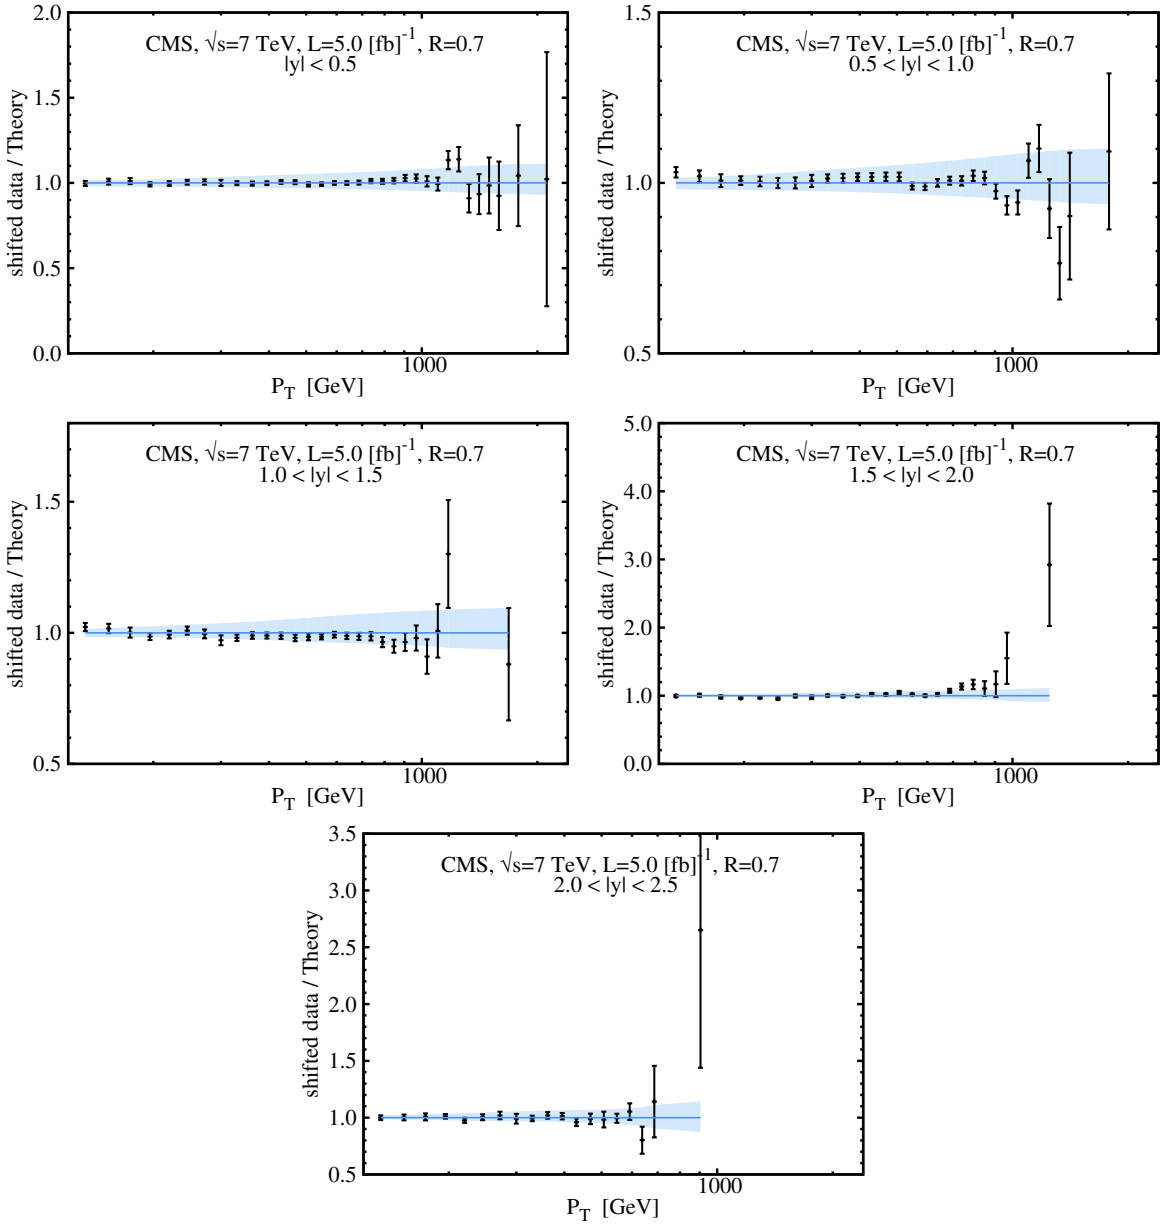 2.0
1.5
1.0
0.5
0.0
shifted data / Theory
CMS, √s=7 TeV, L=5.0 [fb]-1, R=0.7
|y| < 0.5
1000
PT [GeV]
1.5
1.0
0.5
shifted data / Theory
CMS, √s=7 TeV, L=5.0 [fb]-1, R=0.7
0.5 < |y| < 1.0
1000
PT [GeV]
1.5
1.0
0.5
shifted data / Theory
CMS, √s=7 TeV, L=5.0 [fb]-1, R=0.7
1.0 < |y| < 1.5
1000
PT [GeV]
5.0
4.0
3.0
2.0
1.0
0.0
shifted data / Theory
CMS, √s=7 TeV, L=5.0 [fb]-1, R=0.7
1.5 < |y| < 2.0
1000
PT [GeV]
3.5
3.0
2.5
2.0
1.5
1.0
0.5
shifted data / Theory
CMS, √s=7 TeV, L=5.0 [fb]-1, R=0.7
2.0 < |y| < 2.5
1000
PT [GeV]